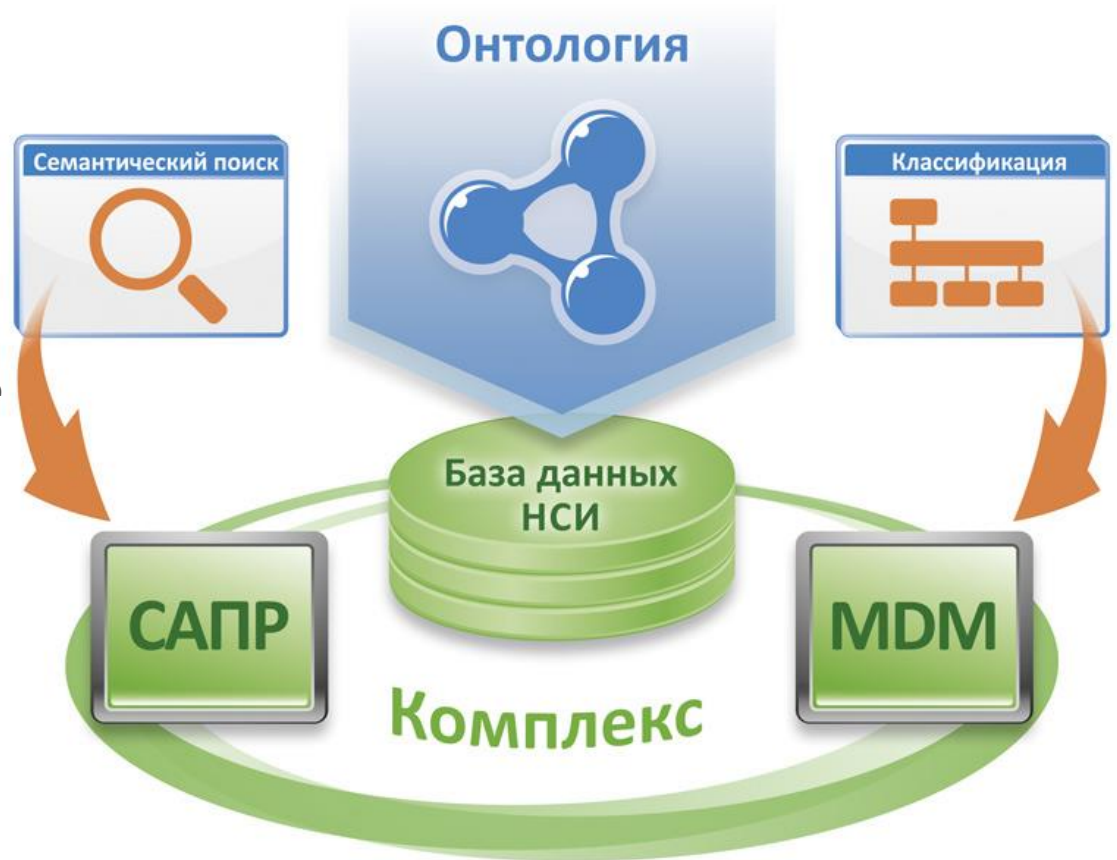 Онтология
Семантический поиск
Классификация
База данных
НСИ
САПР
MDM
Комплекс